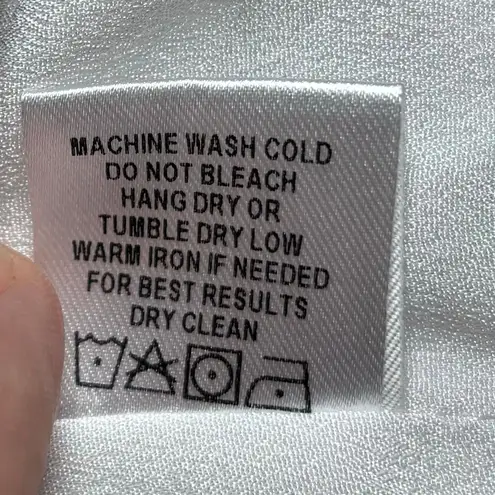 MACHINE WASH COLD
DO NOT BLEACH
HANG DRY OR
TUMBLE DRY LOW
WARM IRON IF NEEDED
FOR BEST RESULTS
DRY CLEAN